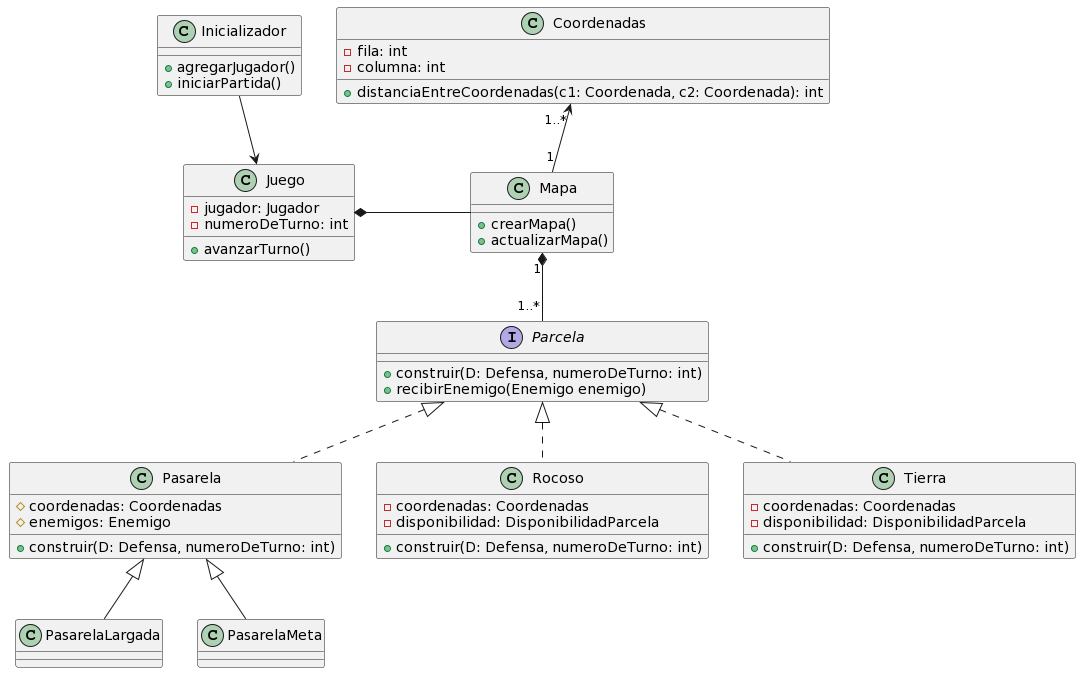 C Inicializador
agregarJugador()
iniciarPartida()
C Coordenadas
fila: int
columna: int
distanciaEntreCoordenadas(c1: Coordenada, c2: Coordenada): int
1..*
1
C Juego
jugador: Jugador
numeroDeTurno: int
avanzarTurno()
C Mapa
crearMapa()
actualizarMapa()
1
1..*
I Parcela
construir(D: Defensa, numeroDeTurno: int)
recibirEnemigo(Enemigo enemigo)
C Pasarela
coordenadas: Coordenadas
enemigos: Enemigo
construir(D: Defensa, numeroDeTurno: int)
C Rocoso
coordenadas: Coordenadas
disponibilidad: DisponibilidadParcela
construir(D: Defensa, numeroDeTurno: int)
C Tierra
coordenadas: Coordenadas
disponibilidad: DisponibilidadParcela
construir(D: Defensa, numeroDeTurno: int)
C PasarelaLargada
C PasarelaMeta